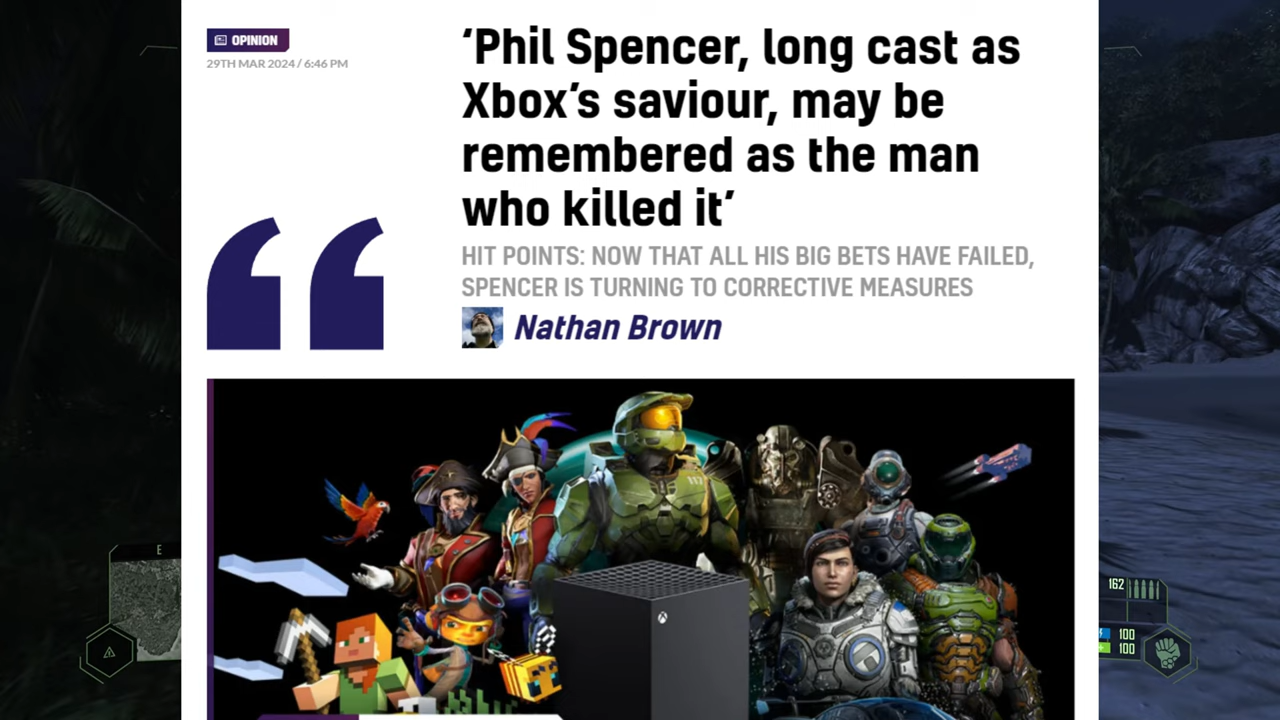 OPINION
29TH MAR 2024 / 6:46 PM
‘Phil Spencer, long cast as
Xbox’s saviour, may be
remembered as the man
who killed it’
HIT POINTS: NOW THAT ALL HIS BIG BETS HAVE FAILED,
SPENCER IS TURNING TO CORRECTIVE MEASURES
Nathan Brown
117
E
162
100
100